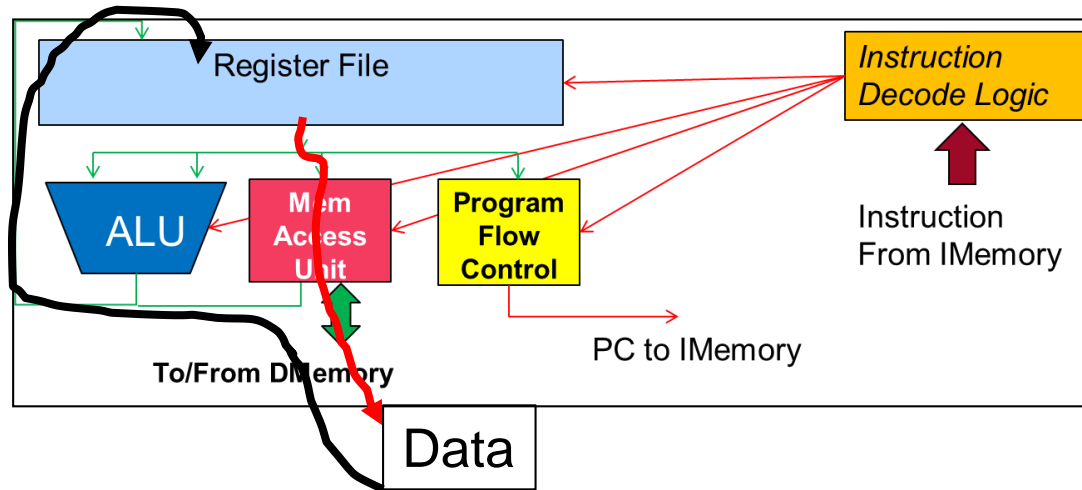 Register File
Instruction
Decode Logic
ALU
Mem
Access
Unit
Program
Flow
Control
Instruction
From IMemory
PC to IMemory
To/From DMemory
Data